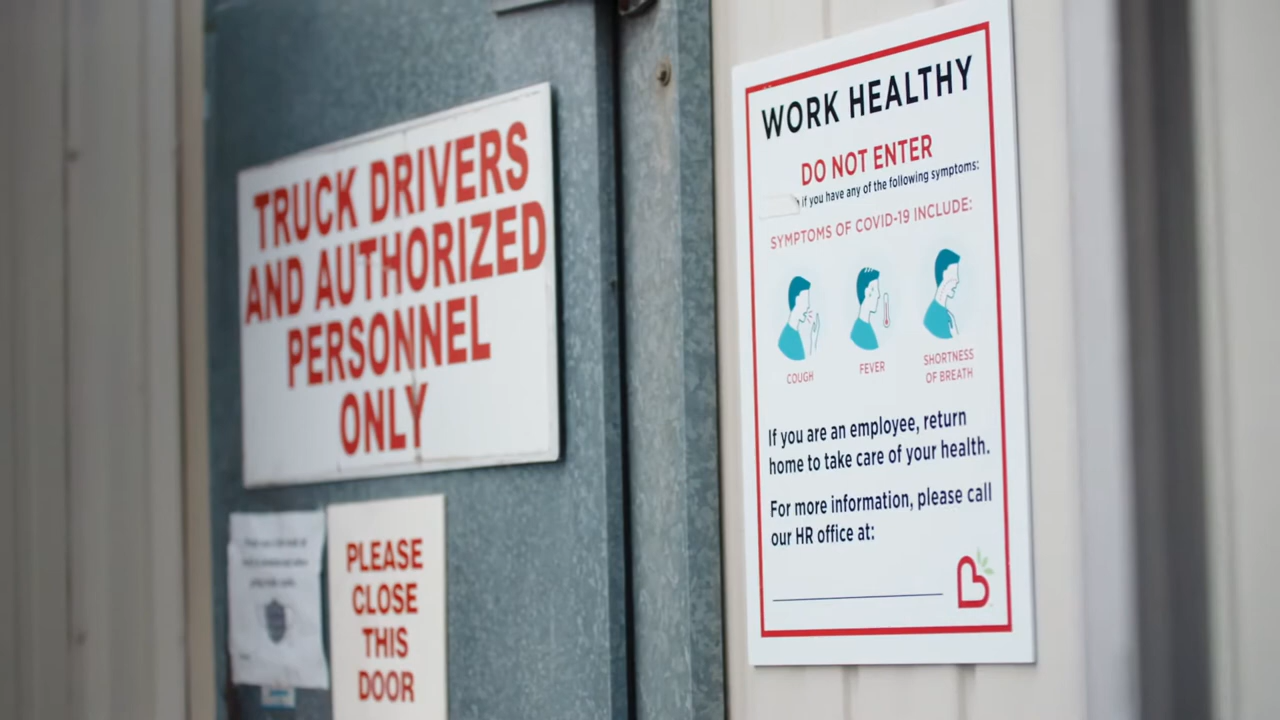 TRUCK DRIVERS
AND AUTHORIZED
PERSONNEL
ONLY
PLEASE
CLOSE
THIS
DOOR
WORK HEALTHY
DO NOT ENTER
if you have any of the following symptoms:
SYMPTOMS OF COVID-19 INCLUDE:
COUGH
FEVER
SHORTNESS
OF BREATH
If you are an employee, return
home to take care of your health.
For more information, please call
our HR office at: